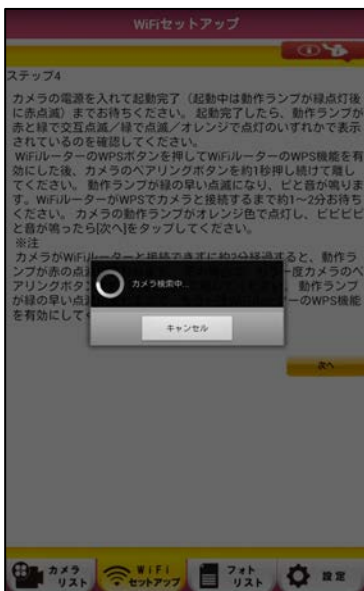 WiFiセットアップ
ステップ4
カメラの電源を入れて起動完了（起動中は動作ランプが緑点灯後
に赤点滅）までお待ちください。 起動完了したら、動作ランプが
赤と緑で交互点滅／緑で点滅／オレンジで点灯のいずれかで表示
されているのを確認してください。
WiFiルーターのWPSボタンを押してWiFiルーターのWPS機能を有
効にした後、カメラのペアリングボタンを約1秒押し続けて離し
てください。 動作ランプが緑の早い点滅になり、ピと音が鳴りま
す。WiFiルーターがWPSでカメラと接続するまで約1～2分お待ち
ください。 カメラの動作ランプがオレンジ色で点灯し、ピピピピ
と音が鳴ったら[次へ]をタップしてください。
※注
カメラがWiFiルーターと接続できずに約2分経過すると、動作ラ
ンプが赤の点 度カメラのペ
アリングボタ 動作ランプ
が緑の早い点 ーのWPS機能
を有効にして
カメラ検索中...
キャンセル
次へ
カメラ
リスト
WiFi
セットアップ
フォト
リスト
設定